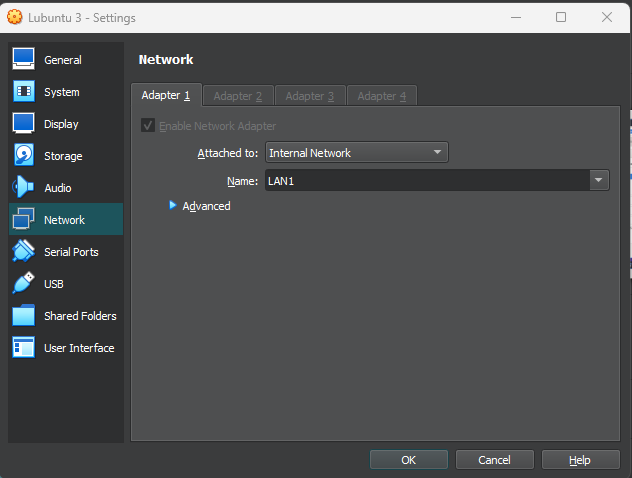 Lubuntu 3 - Settings
General
System
Display
Storage
Audio
Network
Serial Ports
USB
Shared Folders
User Interface
Network
Adapter 1 Adapter 2 Adapter 3 Adapter 4
Enable Network Adapter
Attached to: Internal Network
Name: LAN1
Advanced
OK Cancel Help